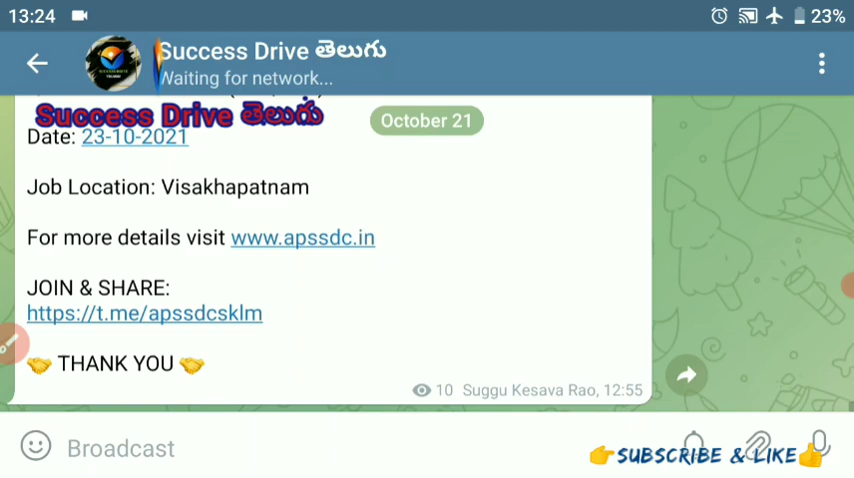 13:24
23%
Success Drive తెలుగు
Waiting for network...
Success Drive తెలుగు
October 21
Date: 23-10-2021
Job Location: Visakhapatnam
For more details visit www.apssdc.in
JOIN & SHARE:
https://t.me/apssdcsklm
THANK YOU
10 Suggu Kesava Rao, 12:55
Broadcast
SUBSCRIBE & LIKE